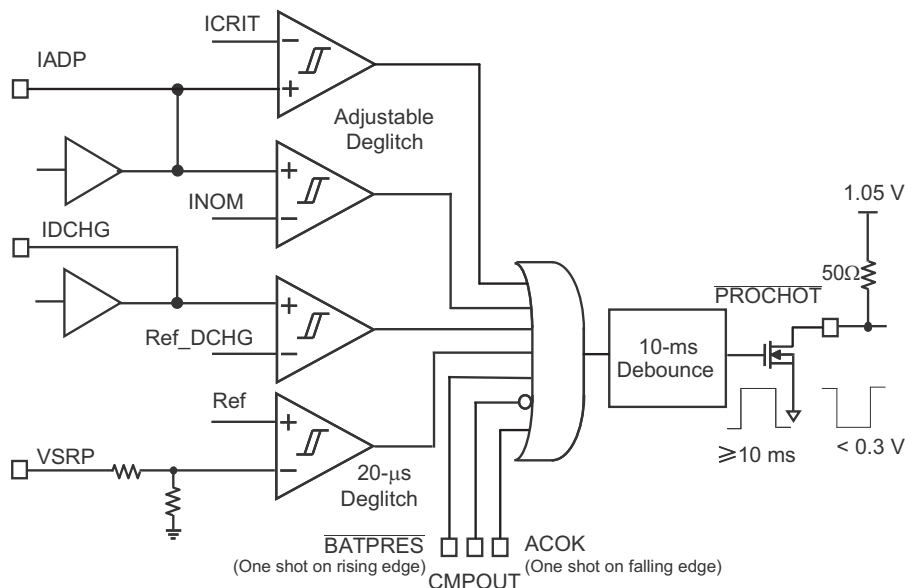 ICRIT
IADP
Adjustable
Deglitch
INOM
1.05 V
IDCHG
50Ω
PROCHOT
Ref_DCHG
10-ms
Debounce
Ref
VSRP
20-μs
Deglitch
⩾10 ms
< 0.3 V
BATPRES
ACOK
(One shot on rising edge)
(One shot on falling edge)
CMPOUT